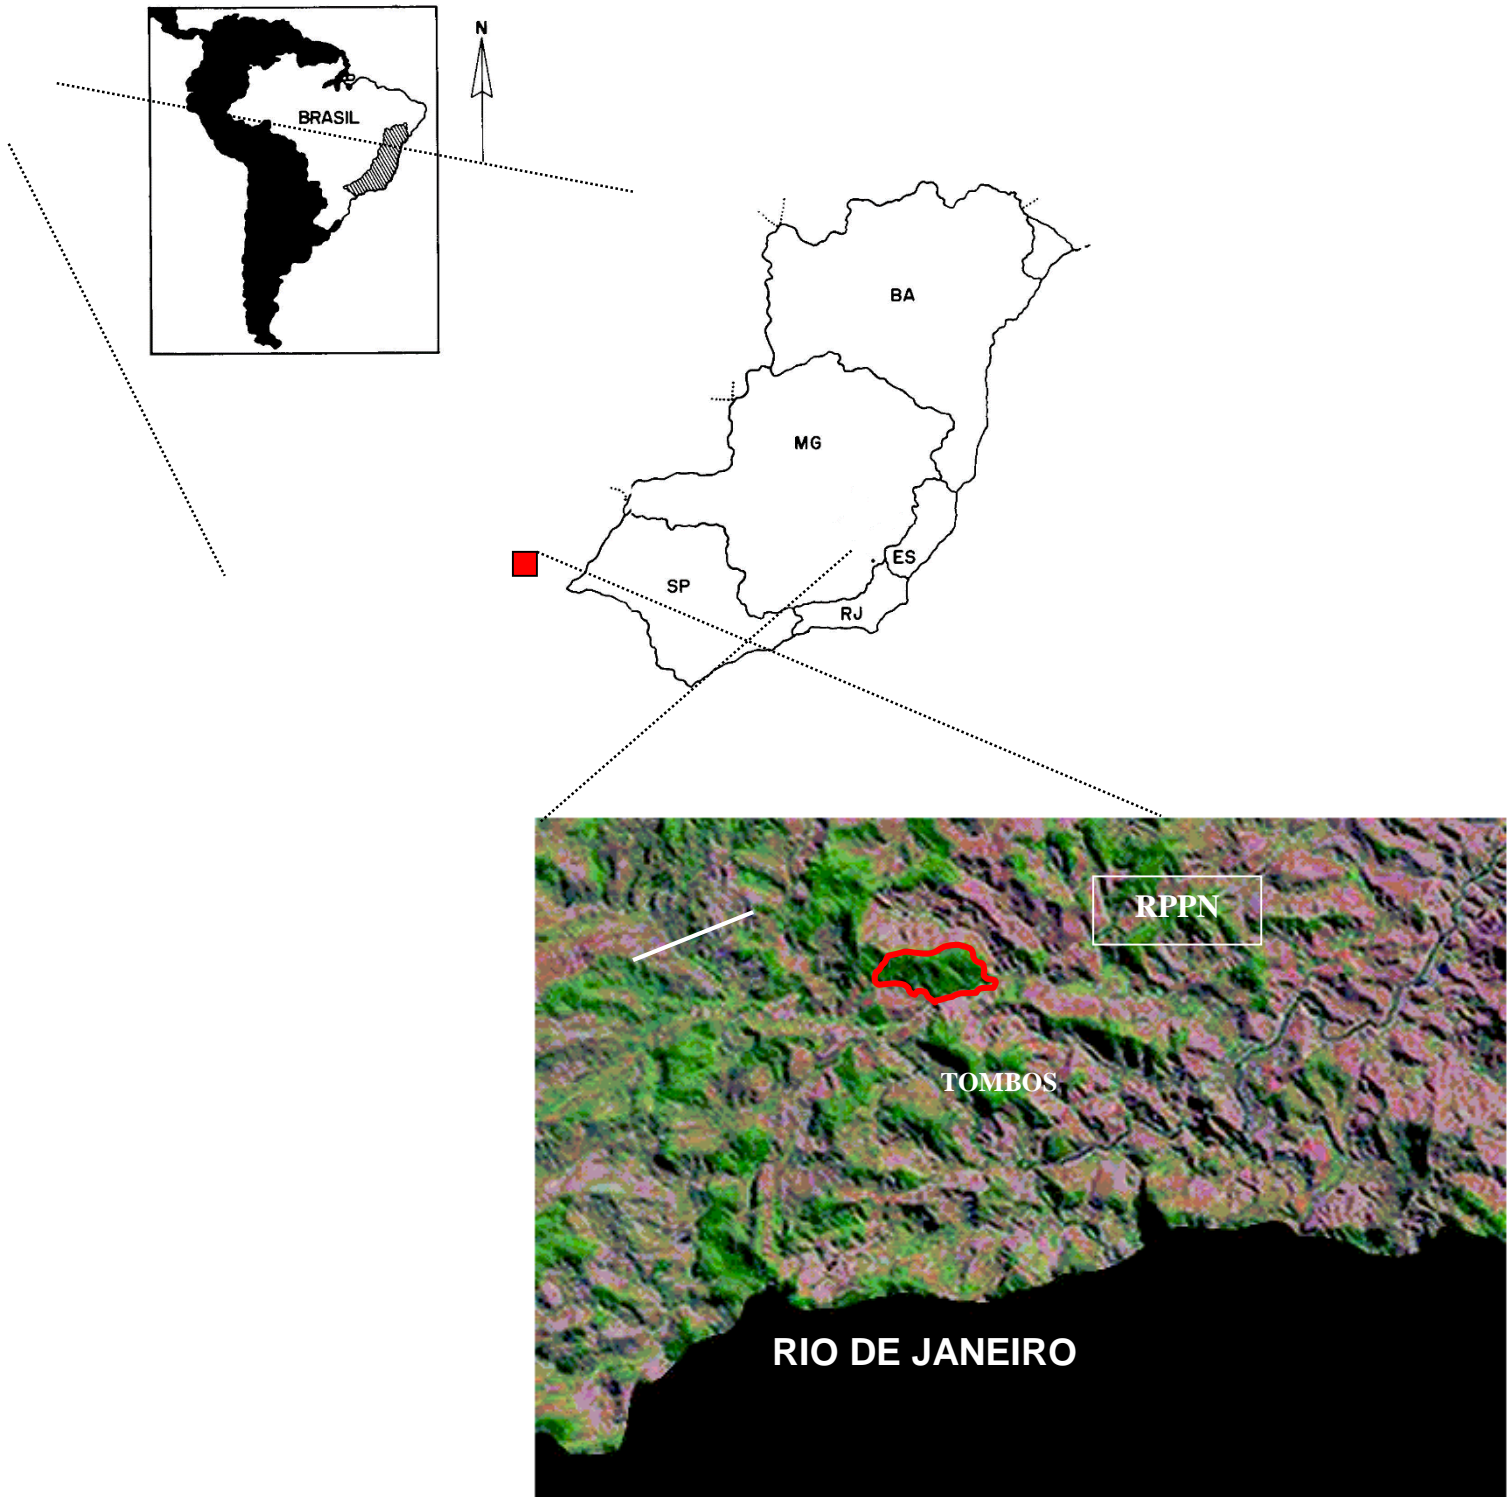 N
BRASIL
BA
MG
ES
SP
RJ
RPPN
TOMBOS
RIO DE JANEIRO